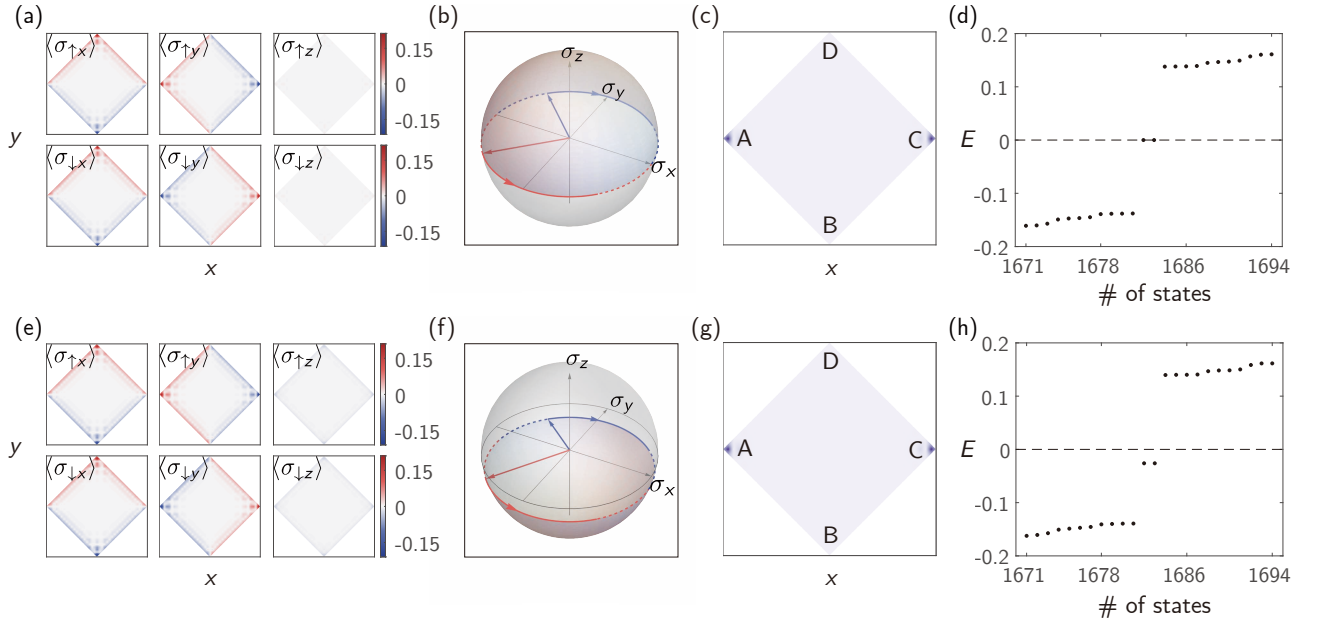 (a) (b) (c) (d)
⟨σ↑x⟩ ⟨σ↑y⟩ ⟨σ↑z⟩
0.15
0
-0.15
⟨σ↓x⟩ ⟨σ↓y⟩ ⟨σ↓z⟩
0.15
0
-0.15
y
x
σz
σy
σx
D
A
C
B
x
0.2
0.1
0
-0.1
-0.2
E
1671 1678 1686 1694
# of states
(e) (f) (g) (h)
⟨σ↑x⟩ ⟨σ↑y⟩ ⟨σ↑z⟩
0.15
0
-0.15
⟨σ↓x⟩ ⟨σ↓y⟩ ⟨σ↓z⟩
0.15
0
-0.15
y
x
σz
σy
σx
D
A
C
B
x
0.2
0.1
0
-0.1
-0.2
E
1671 1678 1686 1694
# of states